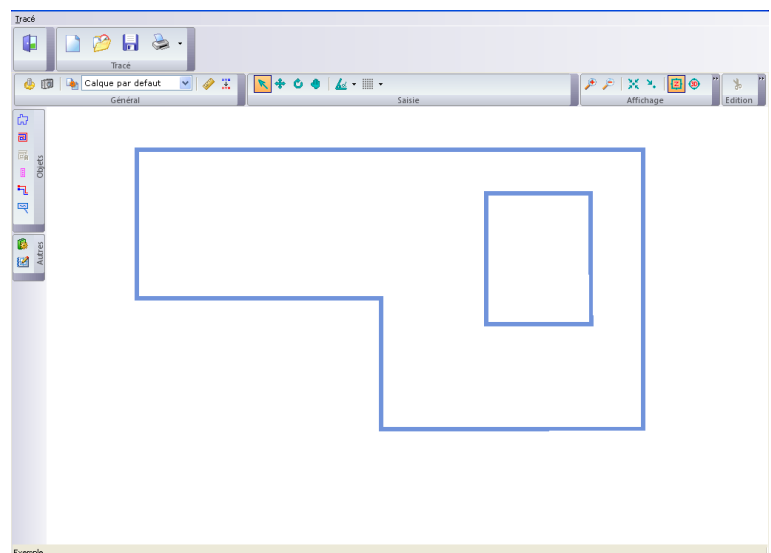 Tracé
Tracé
Calque par defaut
Général
Saisie
Affichage
Edition
Objets
Autres
Exemple